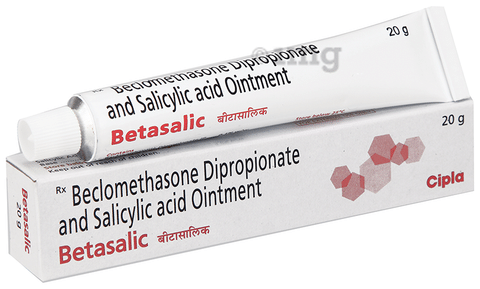 Rx Beclomethasone Dipropionate 20 g
and Salicylic acid Ointment
Betasalic बीटासालिक
Rx Beclomethasone Dipropionate 20 g
and Salicylic acid Ointment
Betasalic बीटासालिक
Cipla
Betasalic
20 g